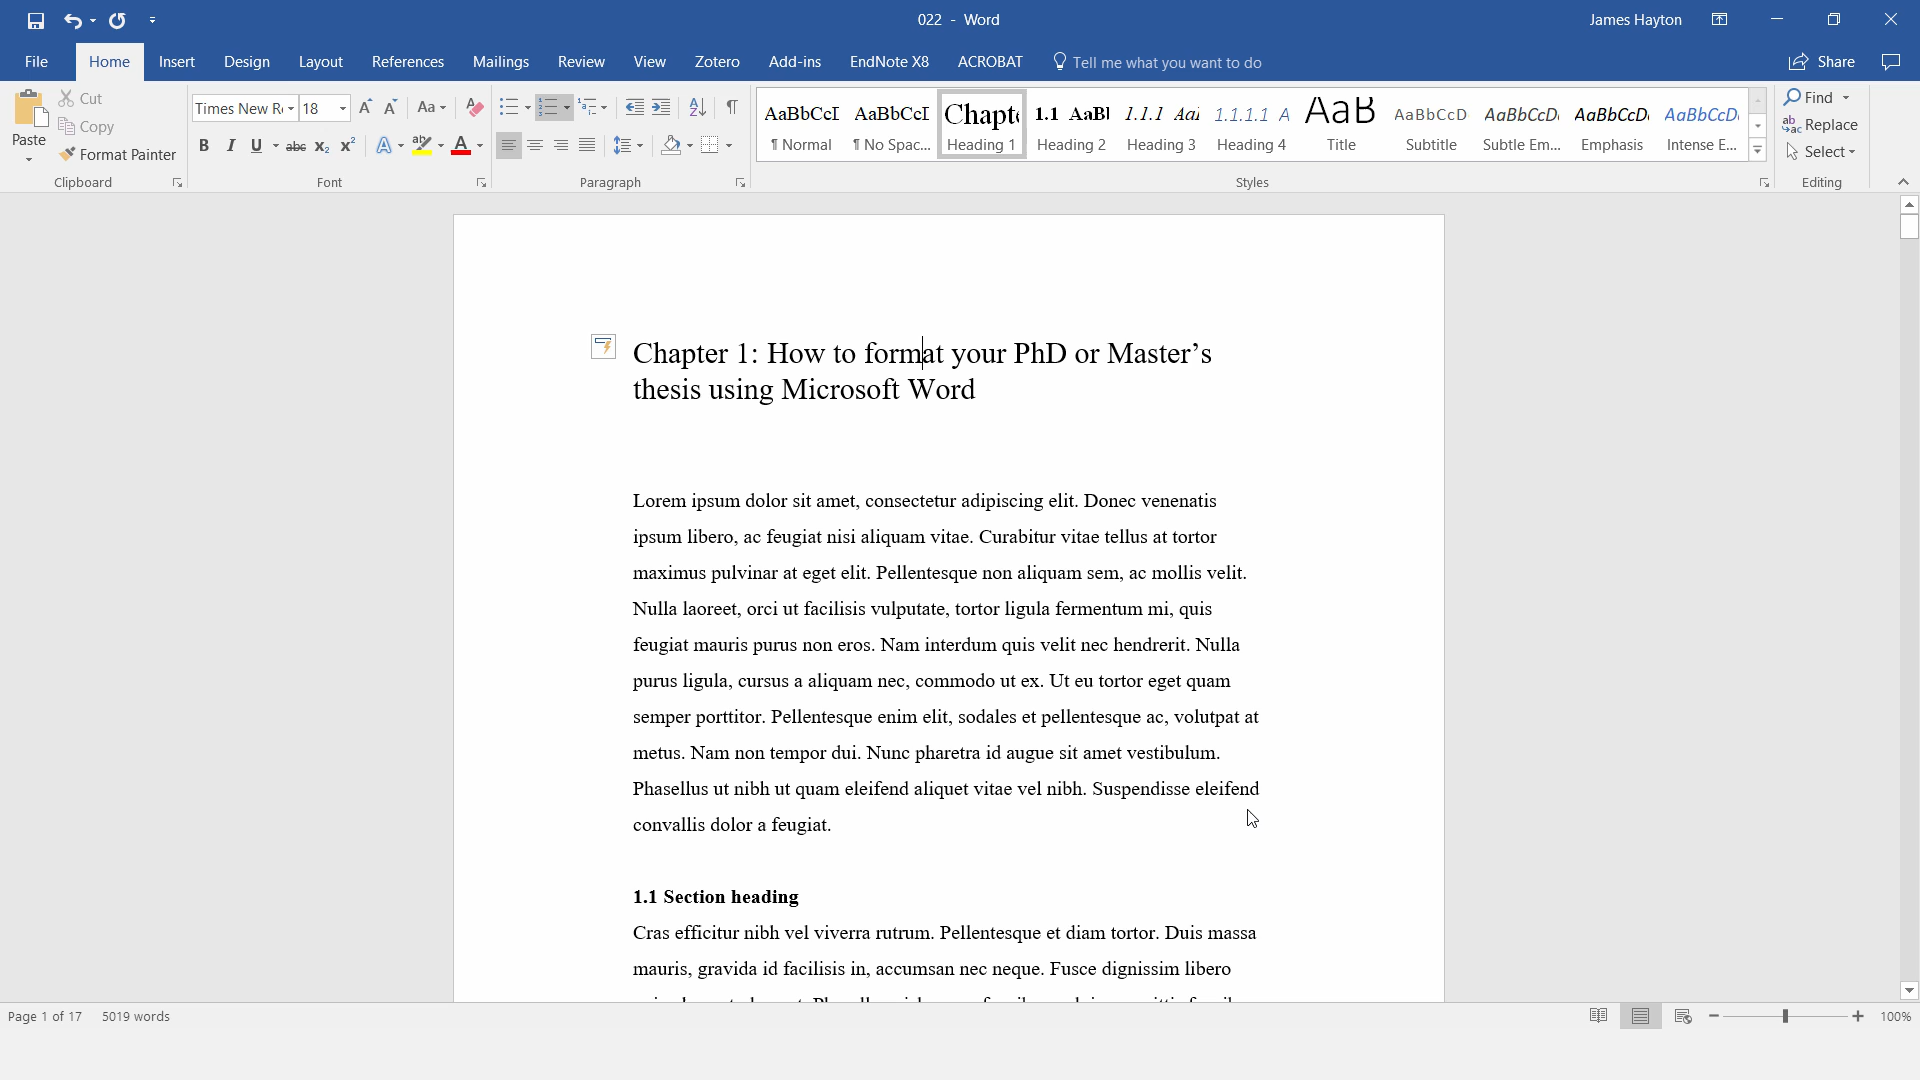 022 - Word
James Hayton
File Home Insert Design Layout References Mailings Review View Zotero Add-ins EndNote X8 ACROBAT Tell me what you want to do Share
Paste
Cut
Copy
Format Painter
Clipboard
Times New R 18 Aa
B I U abc X2 X2 A A
Font
Paragraph
AaBbCcI AaBbCcI Chapt 1.1 AaBl 1.1.1 Aal 1.1.1.1 A AaB AaBbCcD AaBbCcD AaBbCcD AaBbCcD
¶ Normal ¶ No Spac... Heading 1 Heading 2 Heading 3 Heading 4 Title Subtitle Subtle Em... Emphasis Intense E...
Styles
Find
Replace
Select
Editing
Chapter 1: How to format your PhD or Master’s
thesis using Microsoft Word
Lorem ipsum dolor sit amet, consectetur adipiscing elit. Donec venenatis
ipsum libero, ac feugiat nisi aliquam vitae. Curabitur vitae tellus at tortor
maximus pulvinar at eget elit. Pellentesque non aliquam sem, ac mollis velit.
Nulla laoreet, orci ut facilisis vulputate, tortor ligula fermentum mi, quis
feugiat mauris purus non eros. Nam interdum quis velit nec hendrerit. Nulla
purus ligula, cursus a aliquam nec, commodo ut ex. Ut eu tortor eget quam
semper porttitor. Pellentesque enim elit, sodales et pellentesque ac, volutpat at
metus. Nam non tempor dui. Nunc pharetra id augue sit amet vestibulum.
Phasellus ut nibh ut quam eleifend aliquet vitae vel nibh. Suspendisse eleifend
convallis dolor a feugiat.
1.1 Section heading
Cras efficitur nibh vel viverra rutrum. Pellentesque et diam tortor. Duis massa
mauris, gravida id facilisis in, accumsan nec neque. Fusce dignissim libero
Page 1 of 17 5019 words
100%